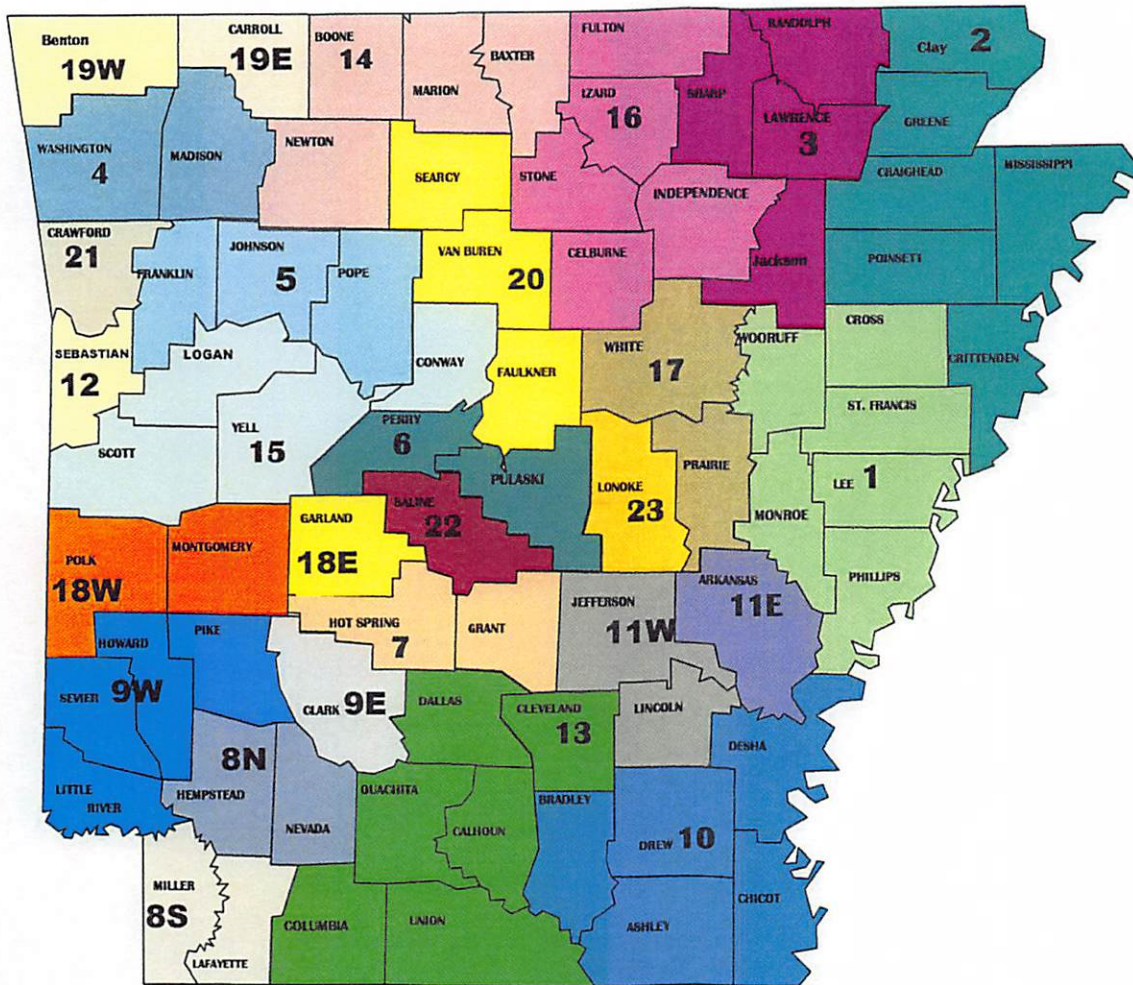 Benton
19W
CARROLL
19E
BOONE
14
MARION
BAXTER
FULTON
RANDOLPH
Clay 2
WASHINGTON
4
MADISON
NEWTON
SEARCY
IZARD
16
STONE
SHARP
LAWRENCE
3
GREENE
CRAIGHEAD
MISSISSIPPI
CRAWFORD
21
FRANKLIN
JOHNSON
5
POPE
VAN BUREN
20
CELBURNE
INDEPENDENCE
Jackson
POINSETT
SEBASTIAN
12
LOGAN
CONWAY
FAULKNER
WHITE
17
WOORUFF
CROSS
CRITTENDEN
SCOTT
YELL
15
PERRY
6
PULASKI
LONOKE
23
PRAIRIE
ST. FRANCIS
LEE 1
MONROE
PHILLIPS
POLK
18W
MONTGOMERY
GARLAND
18E
SALINE
22
HOT SPRING
7
GRANT
JEFFERSON
11W
ARKANSAS
11E
HOWARD
PIKE
SEVIER 9W
CLARK 9E
DALLAS
CLEVELAND
13
LINCOLN
DESHA
LITTLE
RIVER
8N
HEMPSTEAD
NEVADA
OUACHITA
CALHOUN
BRADLEY
DREW 10
CHICOT
MILLER
8S
LAFAYETTE
COLUMBIA
UNION
ASHLEY